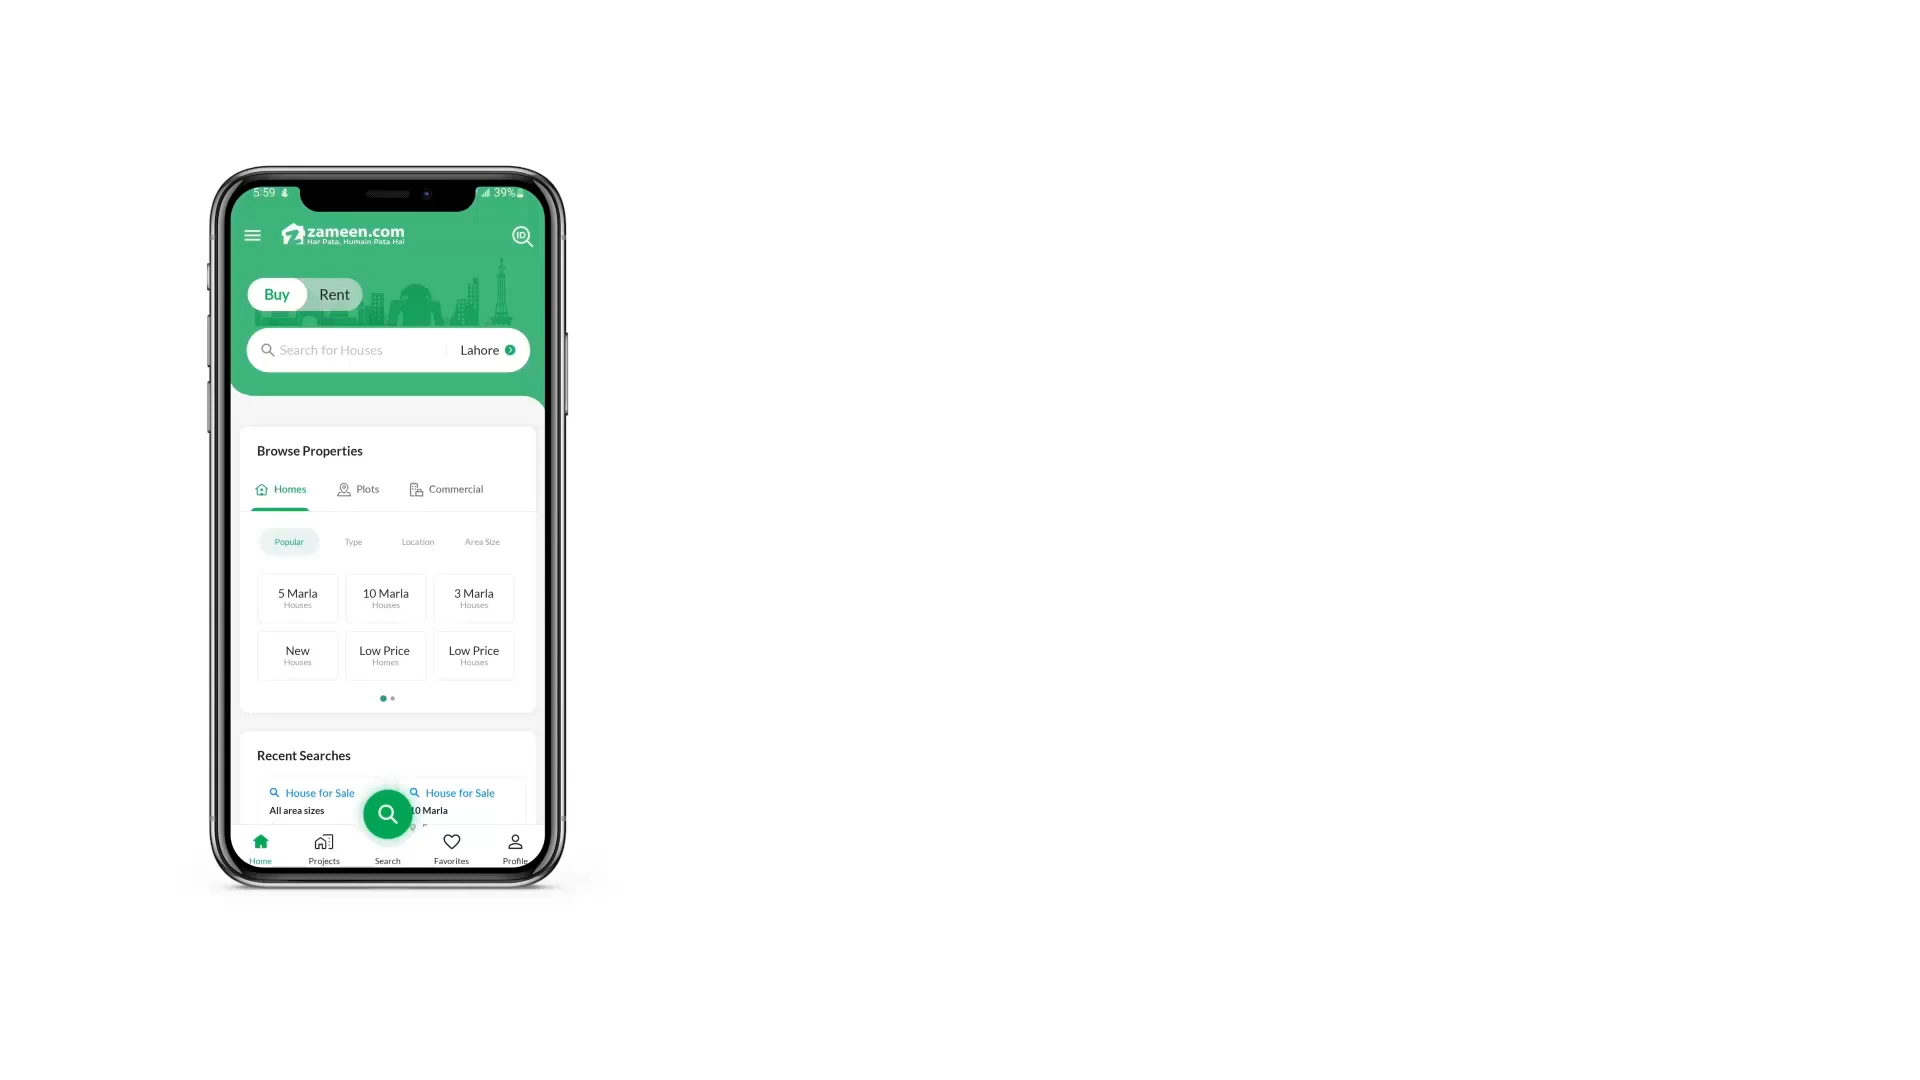 5:59
39%
zameen.com
Har Pata, Humain Pata Hai
ID
Buy Rent
Search for Houses Lahore
Browse Properties
Homes Plots Commercial
Popular Type Location Area Size
5 Marla 10 Marla 3 Marla
Houses Houses Houses
New Low Price Low Price
Houses Homes Houses
Recent Searches
House for Sale House for Sale
All area sizes 10 Marla
Home Projects Search Favorites Profile